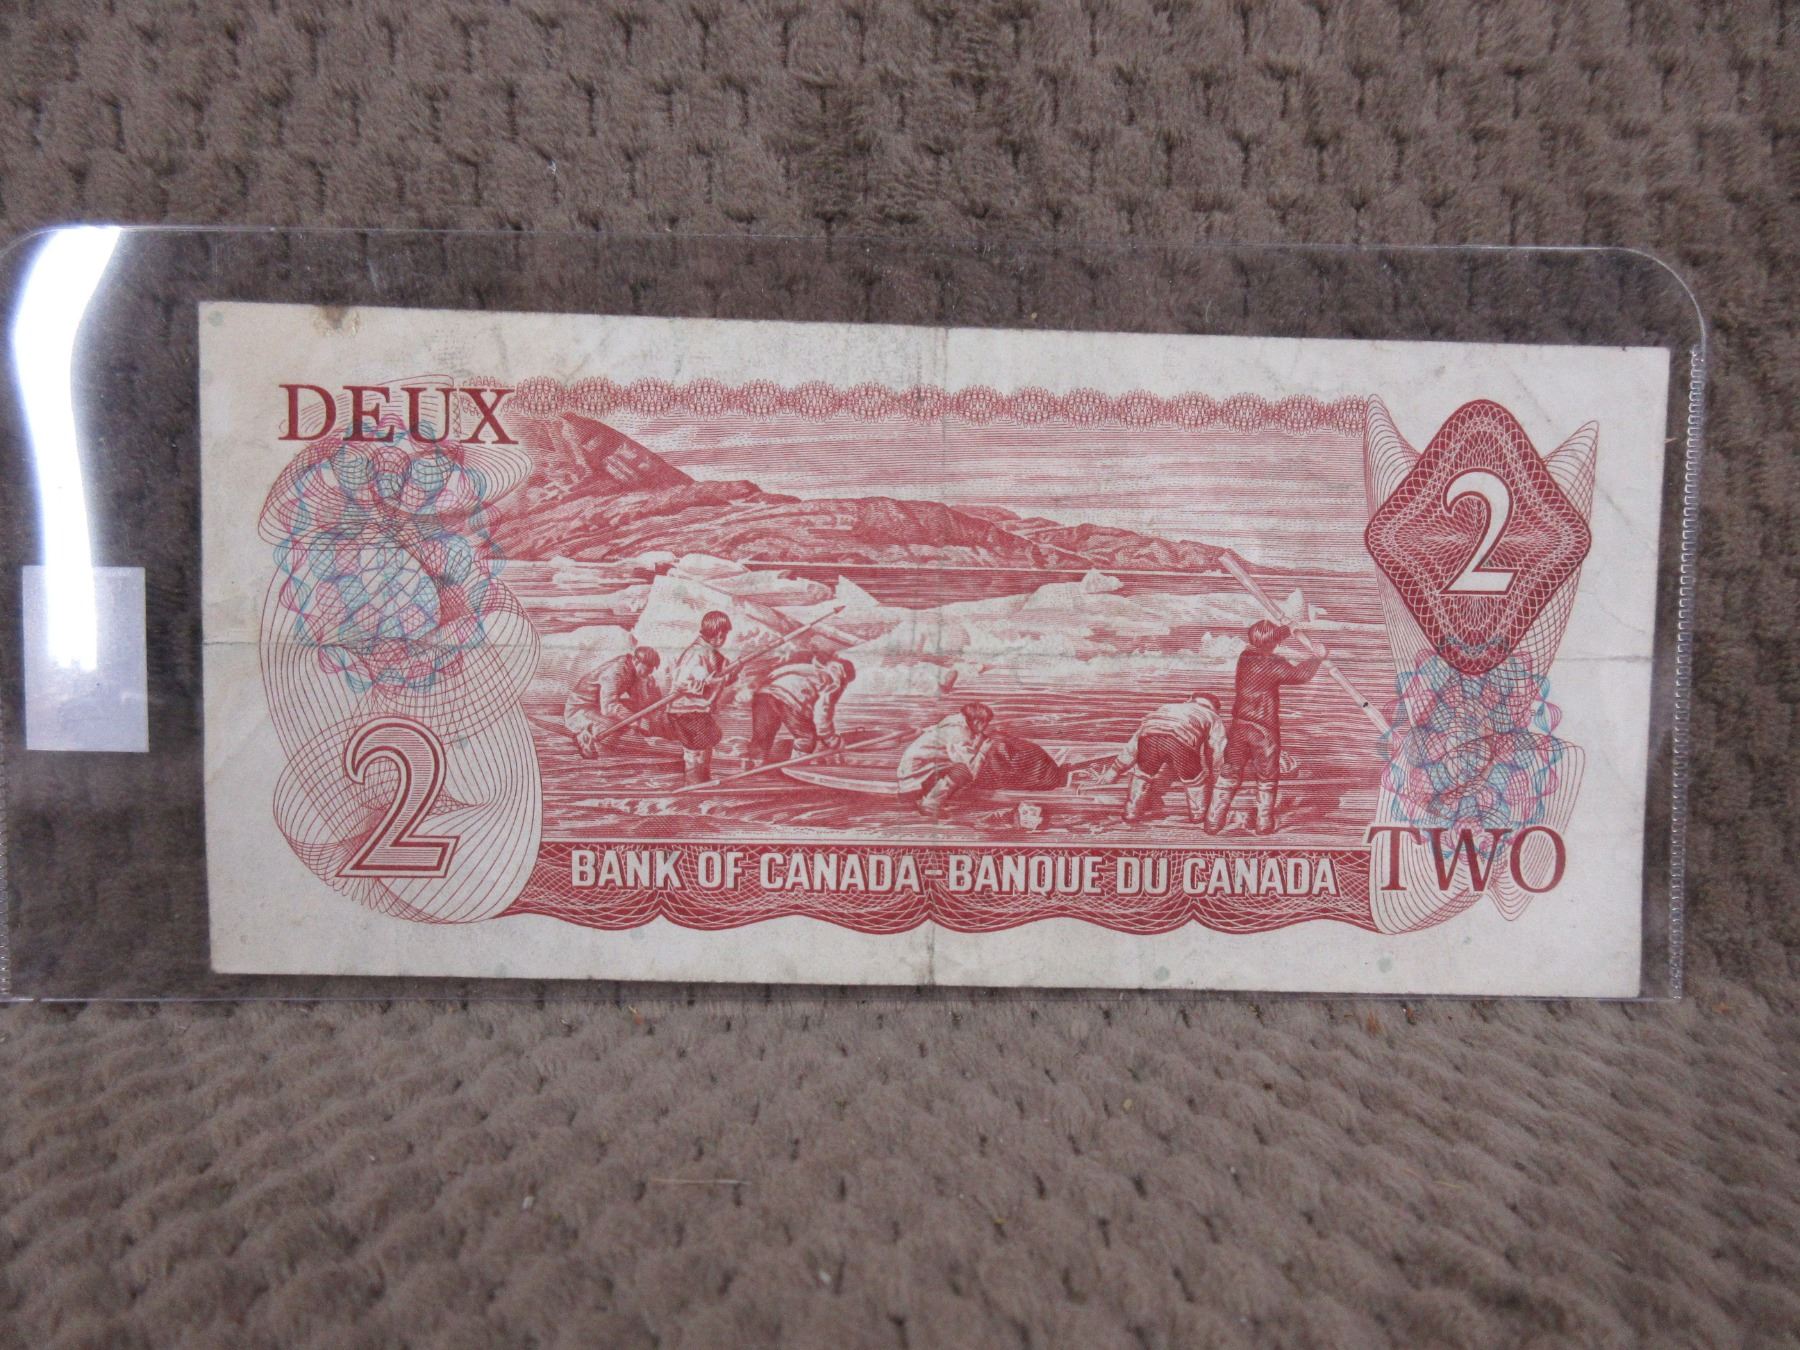 DEUX
2
2
BANK OF CANADA-BANQUE DU CANADA
TWO